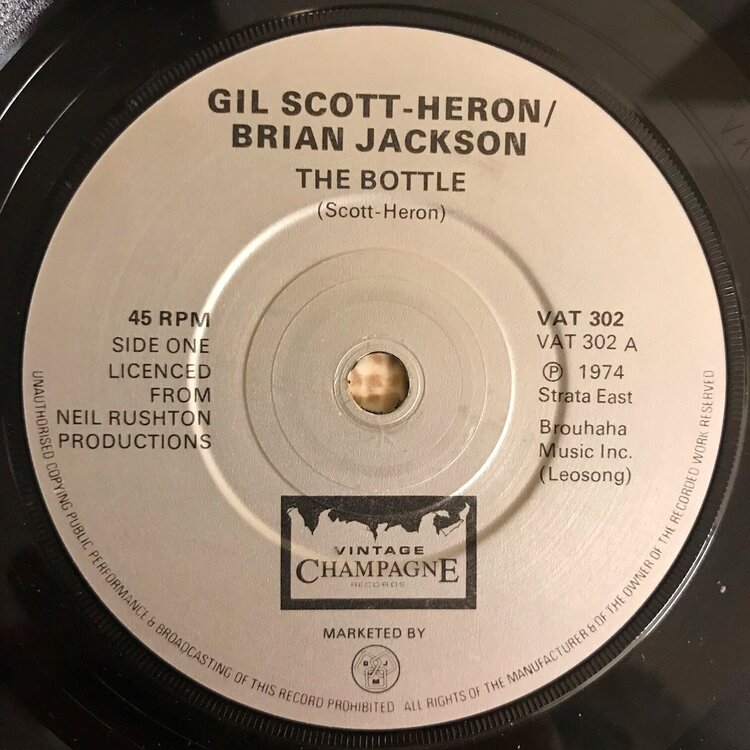 GIL SCOTT-HERON/
BRIAN JACKSON
THE BOTTLE
(Scott-Heron)
45 RPM
SIDE ONE
LICENCED
FROM
NEIL RUSHTON
PRODUCTIONS
VAT 302
VAT 302 A
Ⓟ 1974
Strata East
Brouhaha
Music Inc.
(Leosong)
VINTAGE
CHAMPAGNE
RECORDS
MARKETED BY
DJM
UNAUTHORISED COPYING PUBLIC PERFORMANCE & BROADCASTING OF THIS RECORD PROHIBITED ALL RIGHTS OF THE MANUFACTURER & OF THE OWNER OF THE RECORDED WORK RESERVED